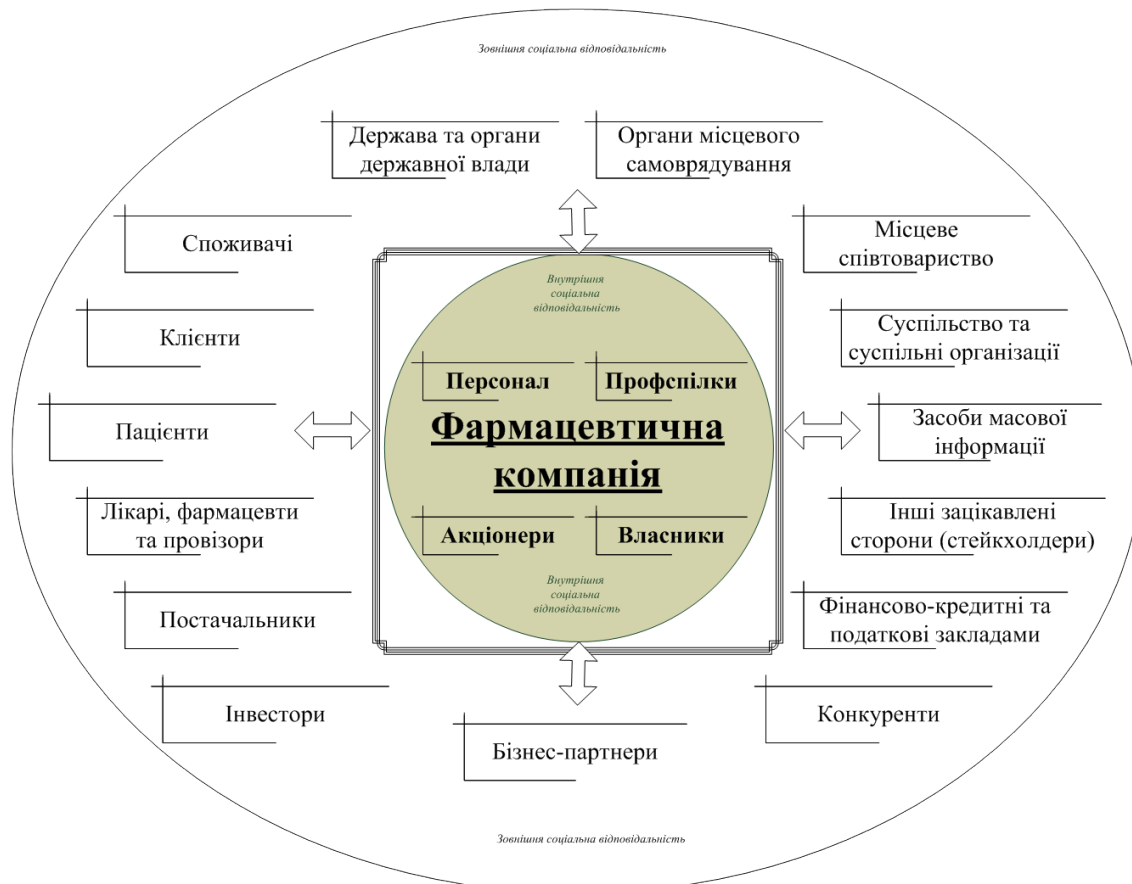 Зовнішня соціальна відповідальність
Держава та органи
державної влади
Органи місцевого
самоврядування
Споживачі
Місцеве
співтовариство
Внутрішня
соціальна
відповідальність
Клієнти
Суспільство та
суспільні організації
Персонал
Профспілки
Пацієнти
Фармацевтична
компанія
Засоби масової
інформації
Лікарі, фармацевти
та провізори
Акціонери
Власники
Інші зацікавлені
сторони (стейкхолдери)
Внутрішня
соціальна
відповідальність
Постачальники
Фінансово-кредитні та
податкові закладами
Інвестори
Бізнес-партнери
Конкуренти
Зовнішня соціальна відповідальність